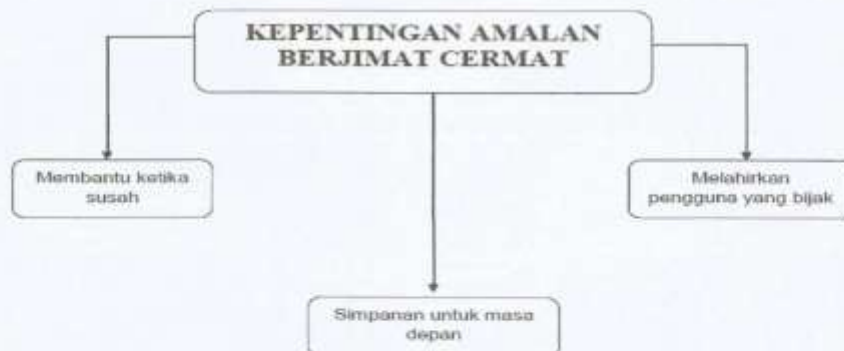 KEPENTINGAN AMALAN
BERJIMAT CERMAT
Membantu ketika
susah
Melahirkan
pengguna yang bijak
Simpanan untuk masa
depan